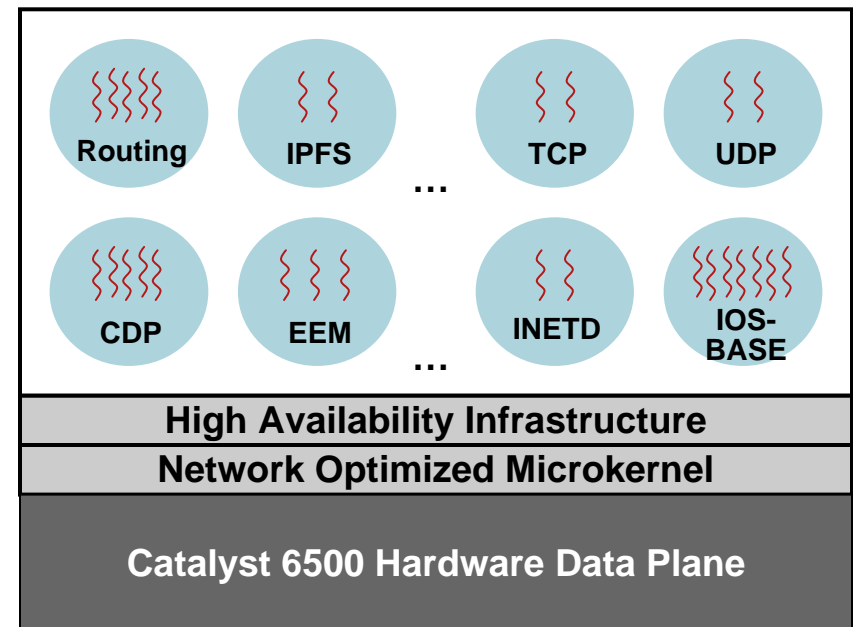 Routing
IPFS
TCP
UDP
...
CDP
EEM
INETD
IOS-
BASE
...
High Availability Infrastructure
Network Optimized Microkernel
Catalyst 6500 Hardware Data Plane